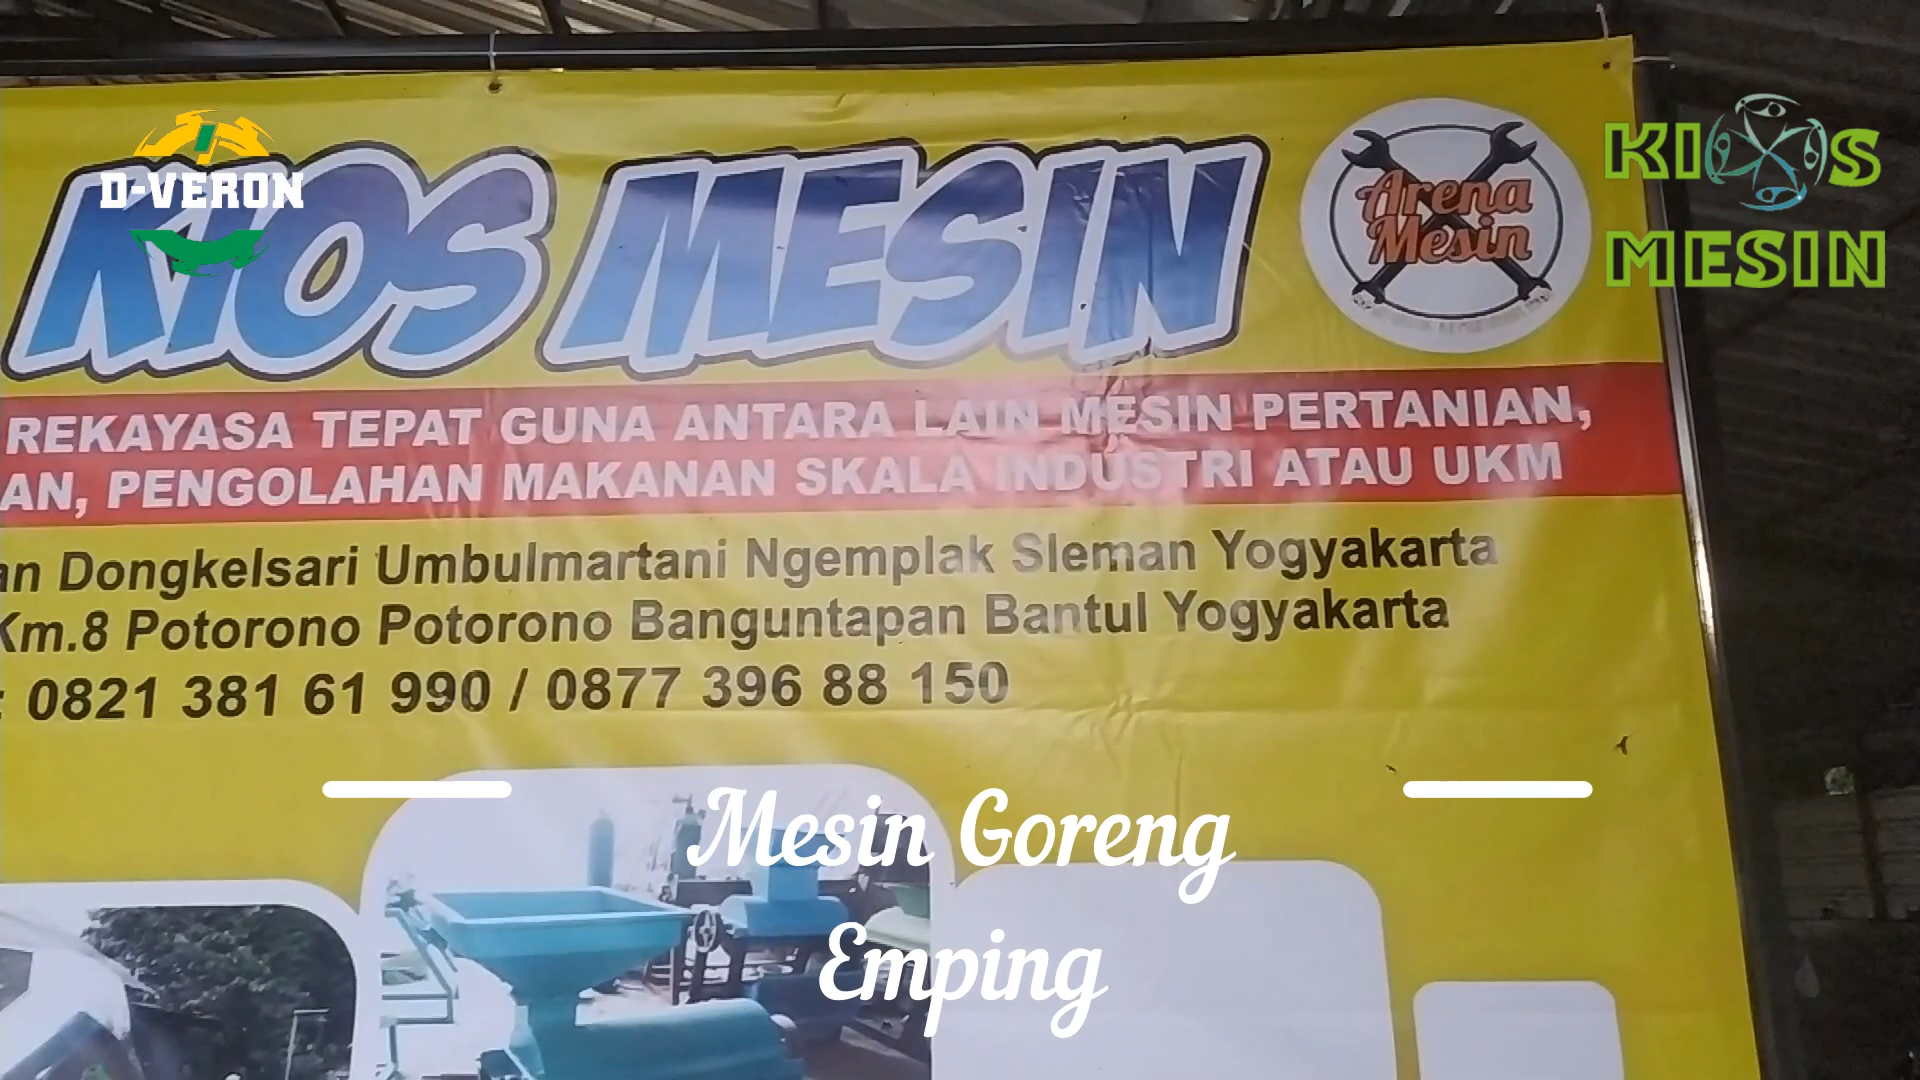 D-VERON
KIOS MESIN
Arena
Mesin
KIOS
MESIN
REKAYASA TEPAT GUNA ANTARA LAIN MESIN PERTANIAN,
AN, PENGOLAHAN MAKANAN SKALA INDUSTRI ATAU UKM
an Dongkelsari Umbulmartani Ngemplak Sleman Yogyakarta
Km.8 Potorono Potorono Banguntapan Bantul Yogyakarta
: 0821 381 61 990 / 0877 396 88 150
Mesin Goreng
Emping